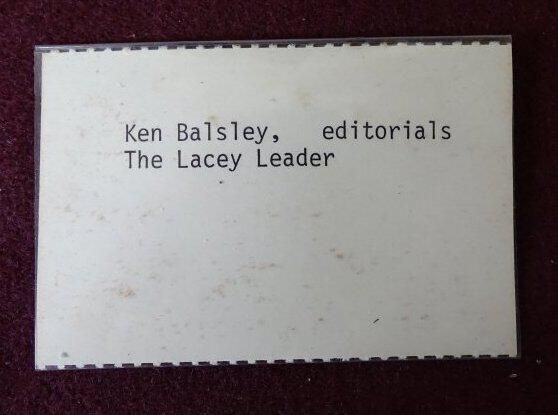 Ken Balsley,   editorials
The Lacey Leader